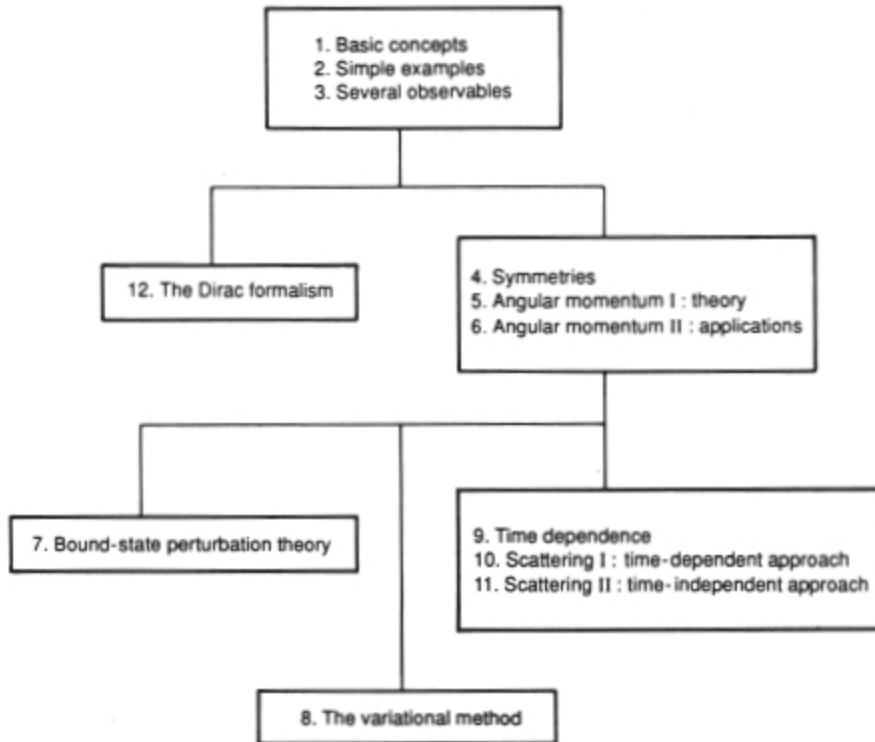 1. Basic concepts
2. Simple examples
3. Several observables
12. The Dirac formalism
4. Symmetries
5. Angular momentum I : theory
6. Angular momentum II : applications
7. Bound-state perturbation theory
9. Time dependence
10. Scattering I : time-dependent approach
11. Scattering II : time-independent approach
8. The variational method